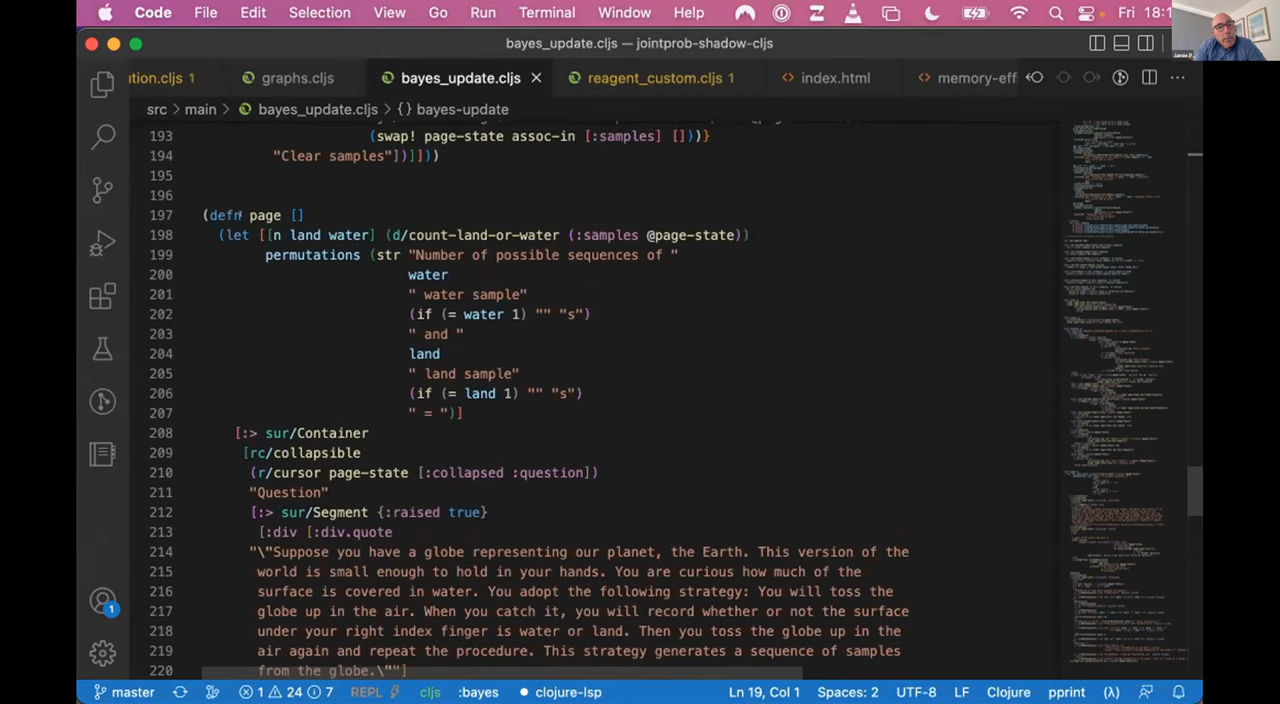 Code File Edit Selection View Go Run Terminal Window Help Fri 18:1
bayes_update.cljs — jointprob-shadow-cljs
ution.cljs 1 graphs.cljs bayes_update.cljs reagent_custom.cljs 1 index.html memory-eff
src > main > bayes_update.cljs > {} bayes-update
193 (swap! page-state assoc-in [:samples] []))}
194 "Clear samples"])]]))
195
196
197 (defn page []
198 (let [[n land water] (:samples @page-state))
199 permutations "Number of possible sequences of "
200 water
201 " water sample"
202 (if (= water 1) "" "s")
203 " and "
204 land
205 " land sample"
206 (if (= land 1) "" "s")
207 " = ")]
208 [:> sur/Container
209 [rc/collapsible
210 (r/cursor :question])
211 "Question"
212 [:> sur/Segment {:raised true}
213 [:div [:div.quote
214 "\"Suppose you have a globe representing our planet, the Earth. This version of the
215 world is small enough to hold in your hands. You are curious how much of the
216 surface is covered in water. You adopt the following strategy: You will toss the
217 globe up in the air. When you catch it, you will record whether or not the surface
218 under your right index finger is water or land. Then you toss the globe up in the
219 air again and repeat the procedure. This strategy generates a sequence of samples
220 from the globe.\""]
master 1 24 7 REPL cljs :bayes clojure-lsp Ln 19, Col 1 Spaces: 2 UTF-8 LF Clojure pprint (λ)
1